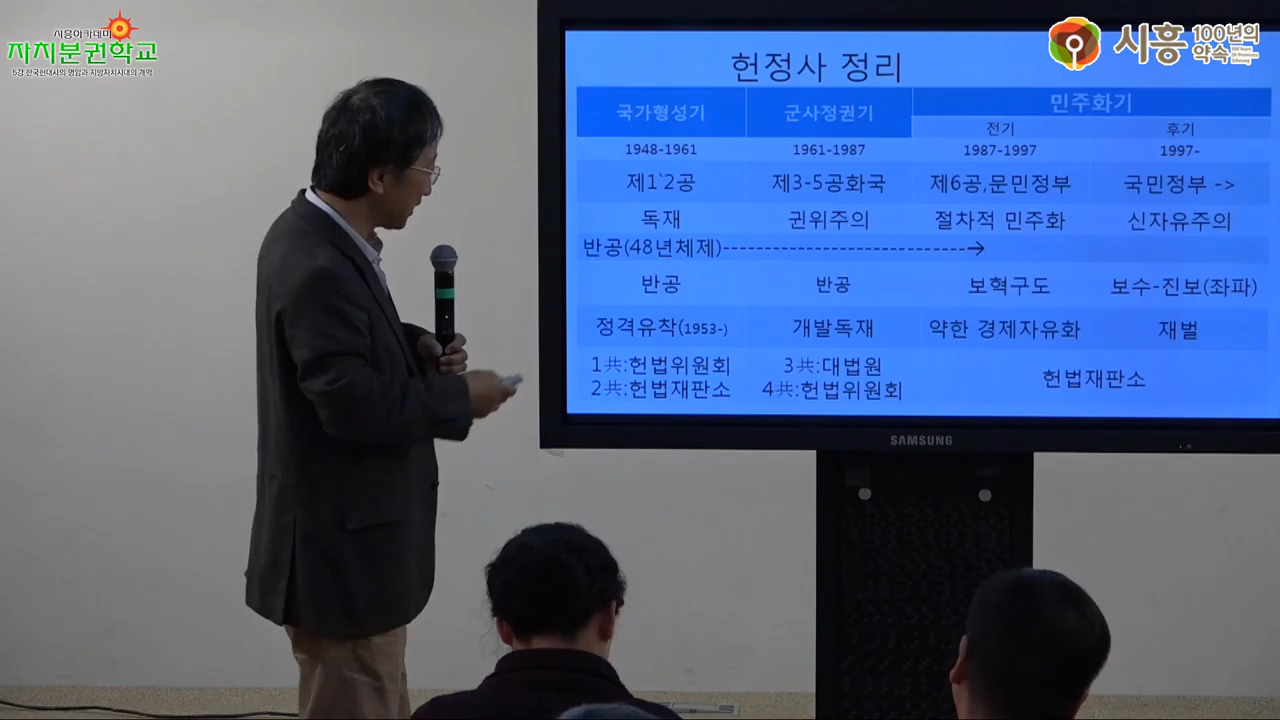 시흥아카데미
자치분권학교
5강 한국현대사의 명암과 지방자치시대의 개막
시흥 100년의 약속
헌정사 정리
국가형성기 군사정권기 민주화기
전기 후기
1948-1961 1961-1987 1987-1997 1997-
제1`2공 제3-5공화국 제6공,문민정부 국민정부 ->
독재 권위주의 절차적 민주화 신자유주의
반공(48년체제)------------------------------→
반공 반공 보혁구도 보수-진보(좌파)
정격유착(1953-) 개발독재 약한 경제자유화 재벌
1共:헌법위원회 3共:대법원 헌법재판소
2共:헌법재판소 4共:헌법위원회
SAMSUNG